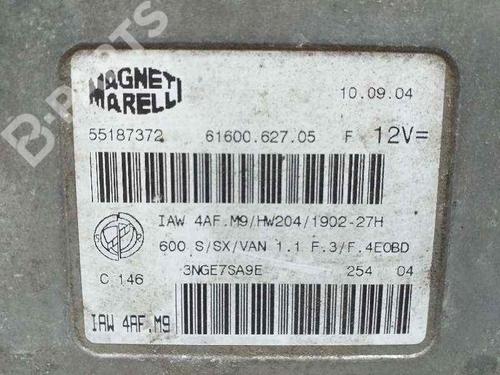 B-PARTS
MAGNETI
MARELLI
10.09.04
55187372 61600.627.05 F 12V=
IAW 4AF.M9/HW204/1902-27H
600 S/SX/VAN 1.1 F.3/F.4EOBD
C 146 3NGE7SA9E 254 04
IAW 4AF.M9